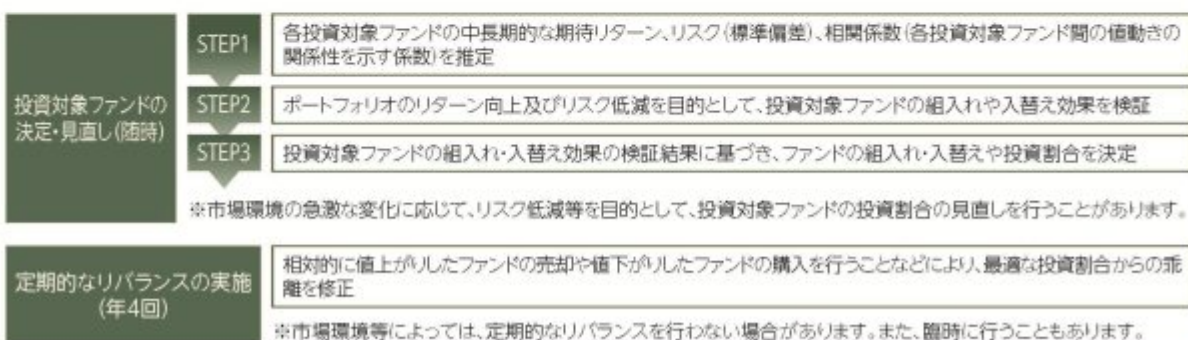 投資対象ファンドの
決定・見直し(随時)
STEP1
各投資対象ファンドの中長期的な期待リターン、リスク(標準偏差)、相関係数(各投資対象ファンド間の値動きの
関係性を示す係数)を推定
STEP2
ポートフォリオのリターン向上及びリスク低減を目的として、投資対象ファンドの組入れや入替え効果を検証
STEP3
投資対象ファンドの組入れ・入替え効果の検証結果に基づき、ファンドの組入れ・入替えや投資割合を決定
※市場環境の急激な変化に応じて、リスク低減等を目的として、投資対象ファンドの投資割合の見直しを行うことがあります。
定期的なリバランスの実施
(年4回)
相対的に値上がりしたファンドの売却や値下がりしたファンドの購入を行うことなどにより、最適な投資割合からの乖
離を修正
※市場環境等によっては、定期的なリバランスを行わない場合があります。また、臨時に行うこともあります。